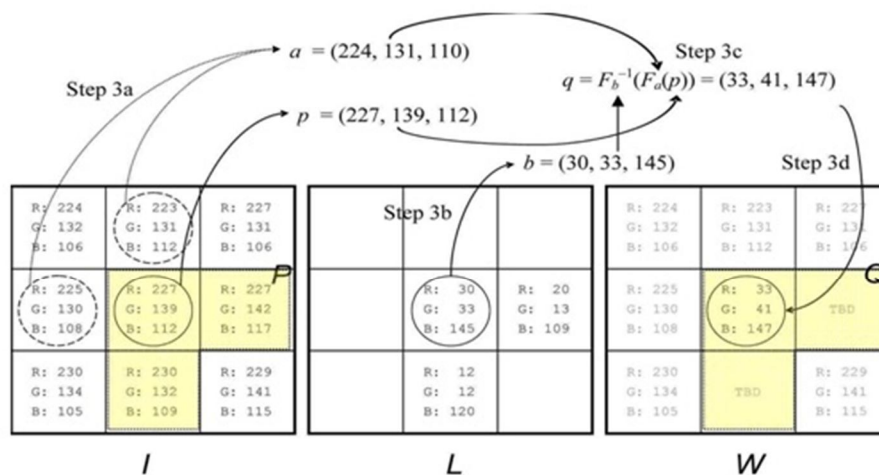 a = (224, 131, 110)
Step 3c
q = F_b^{-1}(F_a(p)) = (33, 41, 147)
Step 3a
p = (227, 139, 112)
b = (30, 33, 145)
Step 3d
Step 3b
R: 224
G: 132
B: 106
R: 223
G: 131
B: 112
R: 227
G: 131
B: 106
P
R: 225
G: 130
B: 108
R: 227
G: 139
B: 112
R: 227
G: 142
B: 117
R: 230
G: 134
B: 105
R: 230
G: 132
B: 109
R: 229
G: 141
B: 115
I
R: 30
G: 33
B: 145
R: 20
G: 13
B: 109
R: 12
G: 12
B: 120
L
R: 224
G: 132
B: 106
R: 223
G: 131
B: 112
R: 227
G: 131
B: 106
Q
R: 225
G: 130
B: 108
R: 33
G: 41
B: 147
TBD
R: 230
G: 134
B: 105
TBD
R: 229
G: 141
B: 115
W